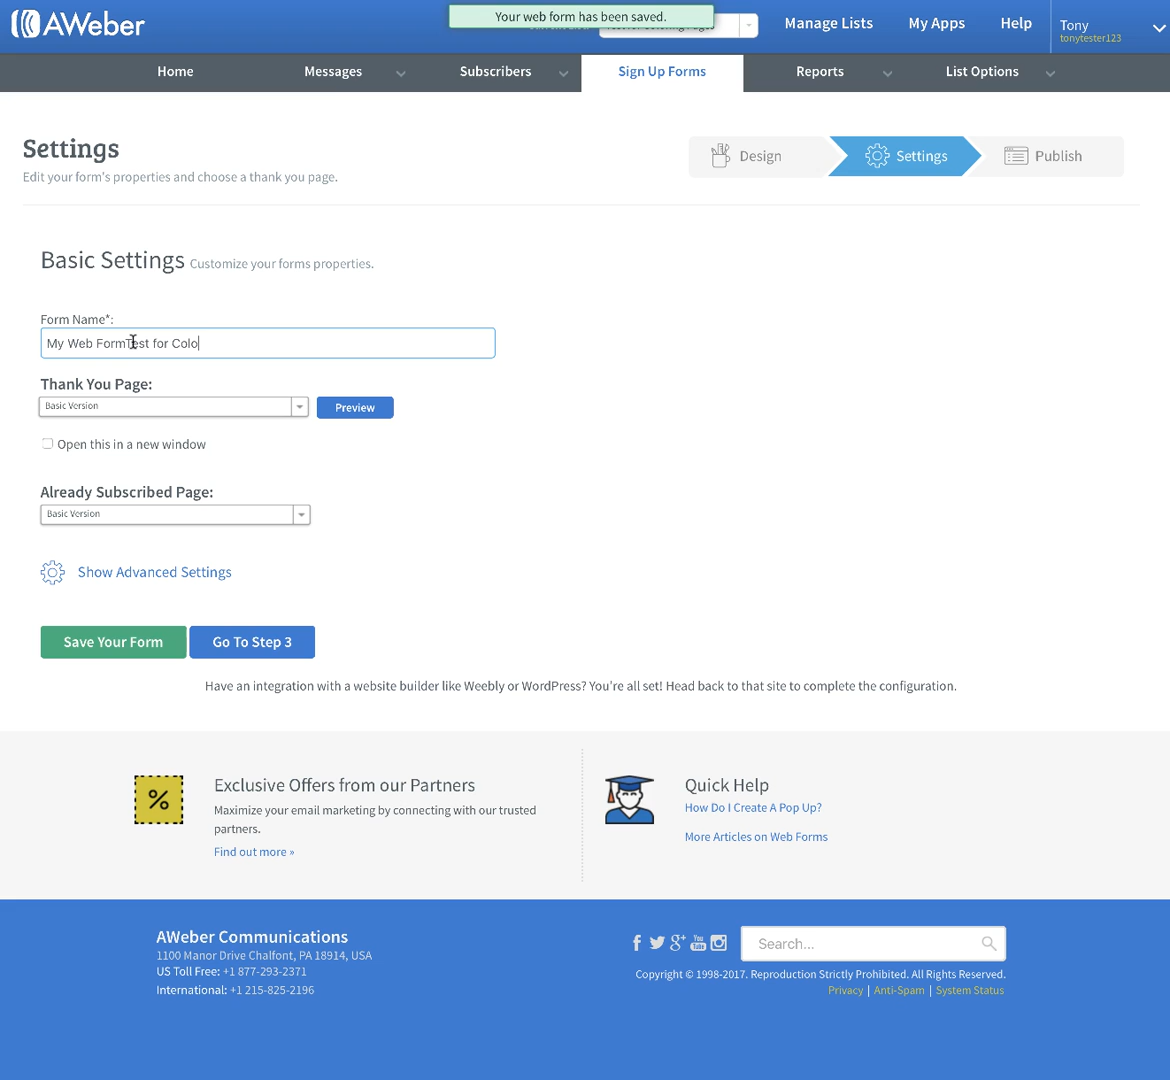 AWeber
Your web form has been saved.
Manage Lists
My Apps
Help
Tony
tonytester123
Home
Messages
Subscribers
Sign Up Forms
Reports
List Options
Settings
Edit your form's properties and choose a thank you page.
Design
Settings
Publish
Basic Settings Customize your forms properties.
Form Name*:
My Web FormTest for Colo
Thank You Page:
Basic Version
Preview
Open this in a new window
Already Subscribed Page:
Basic Version
Show Advanced Settings
Save Your Form
Go To Step 3
Have an integration with a website builder like Weebly or WordPress? You're all set! Head back to that site to complete the configuration.
%
Exclusive Offers from our Partners
Maximize your email marketing by connecting with our trusted
partners.
Find out more »
Quick Help
How Do I Create A Pop Up?
More Articles on Web Forms
AWeber Communications
1100 Manor Drive Chalfont, PA 18914, USA
US Toll Free: +1 877-293-2371
International: +1 215-825-2196
Search...
Copyright © 1998-2017. Reproduction Strictly Prohibited. All Rights Reserved.
Privacy | Anti-Spam | System Status